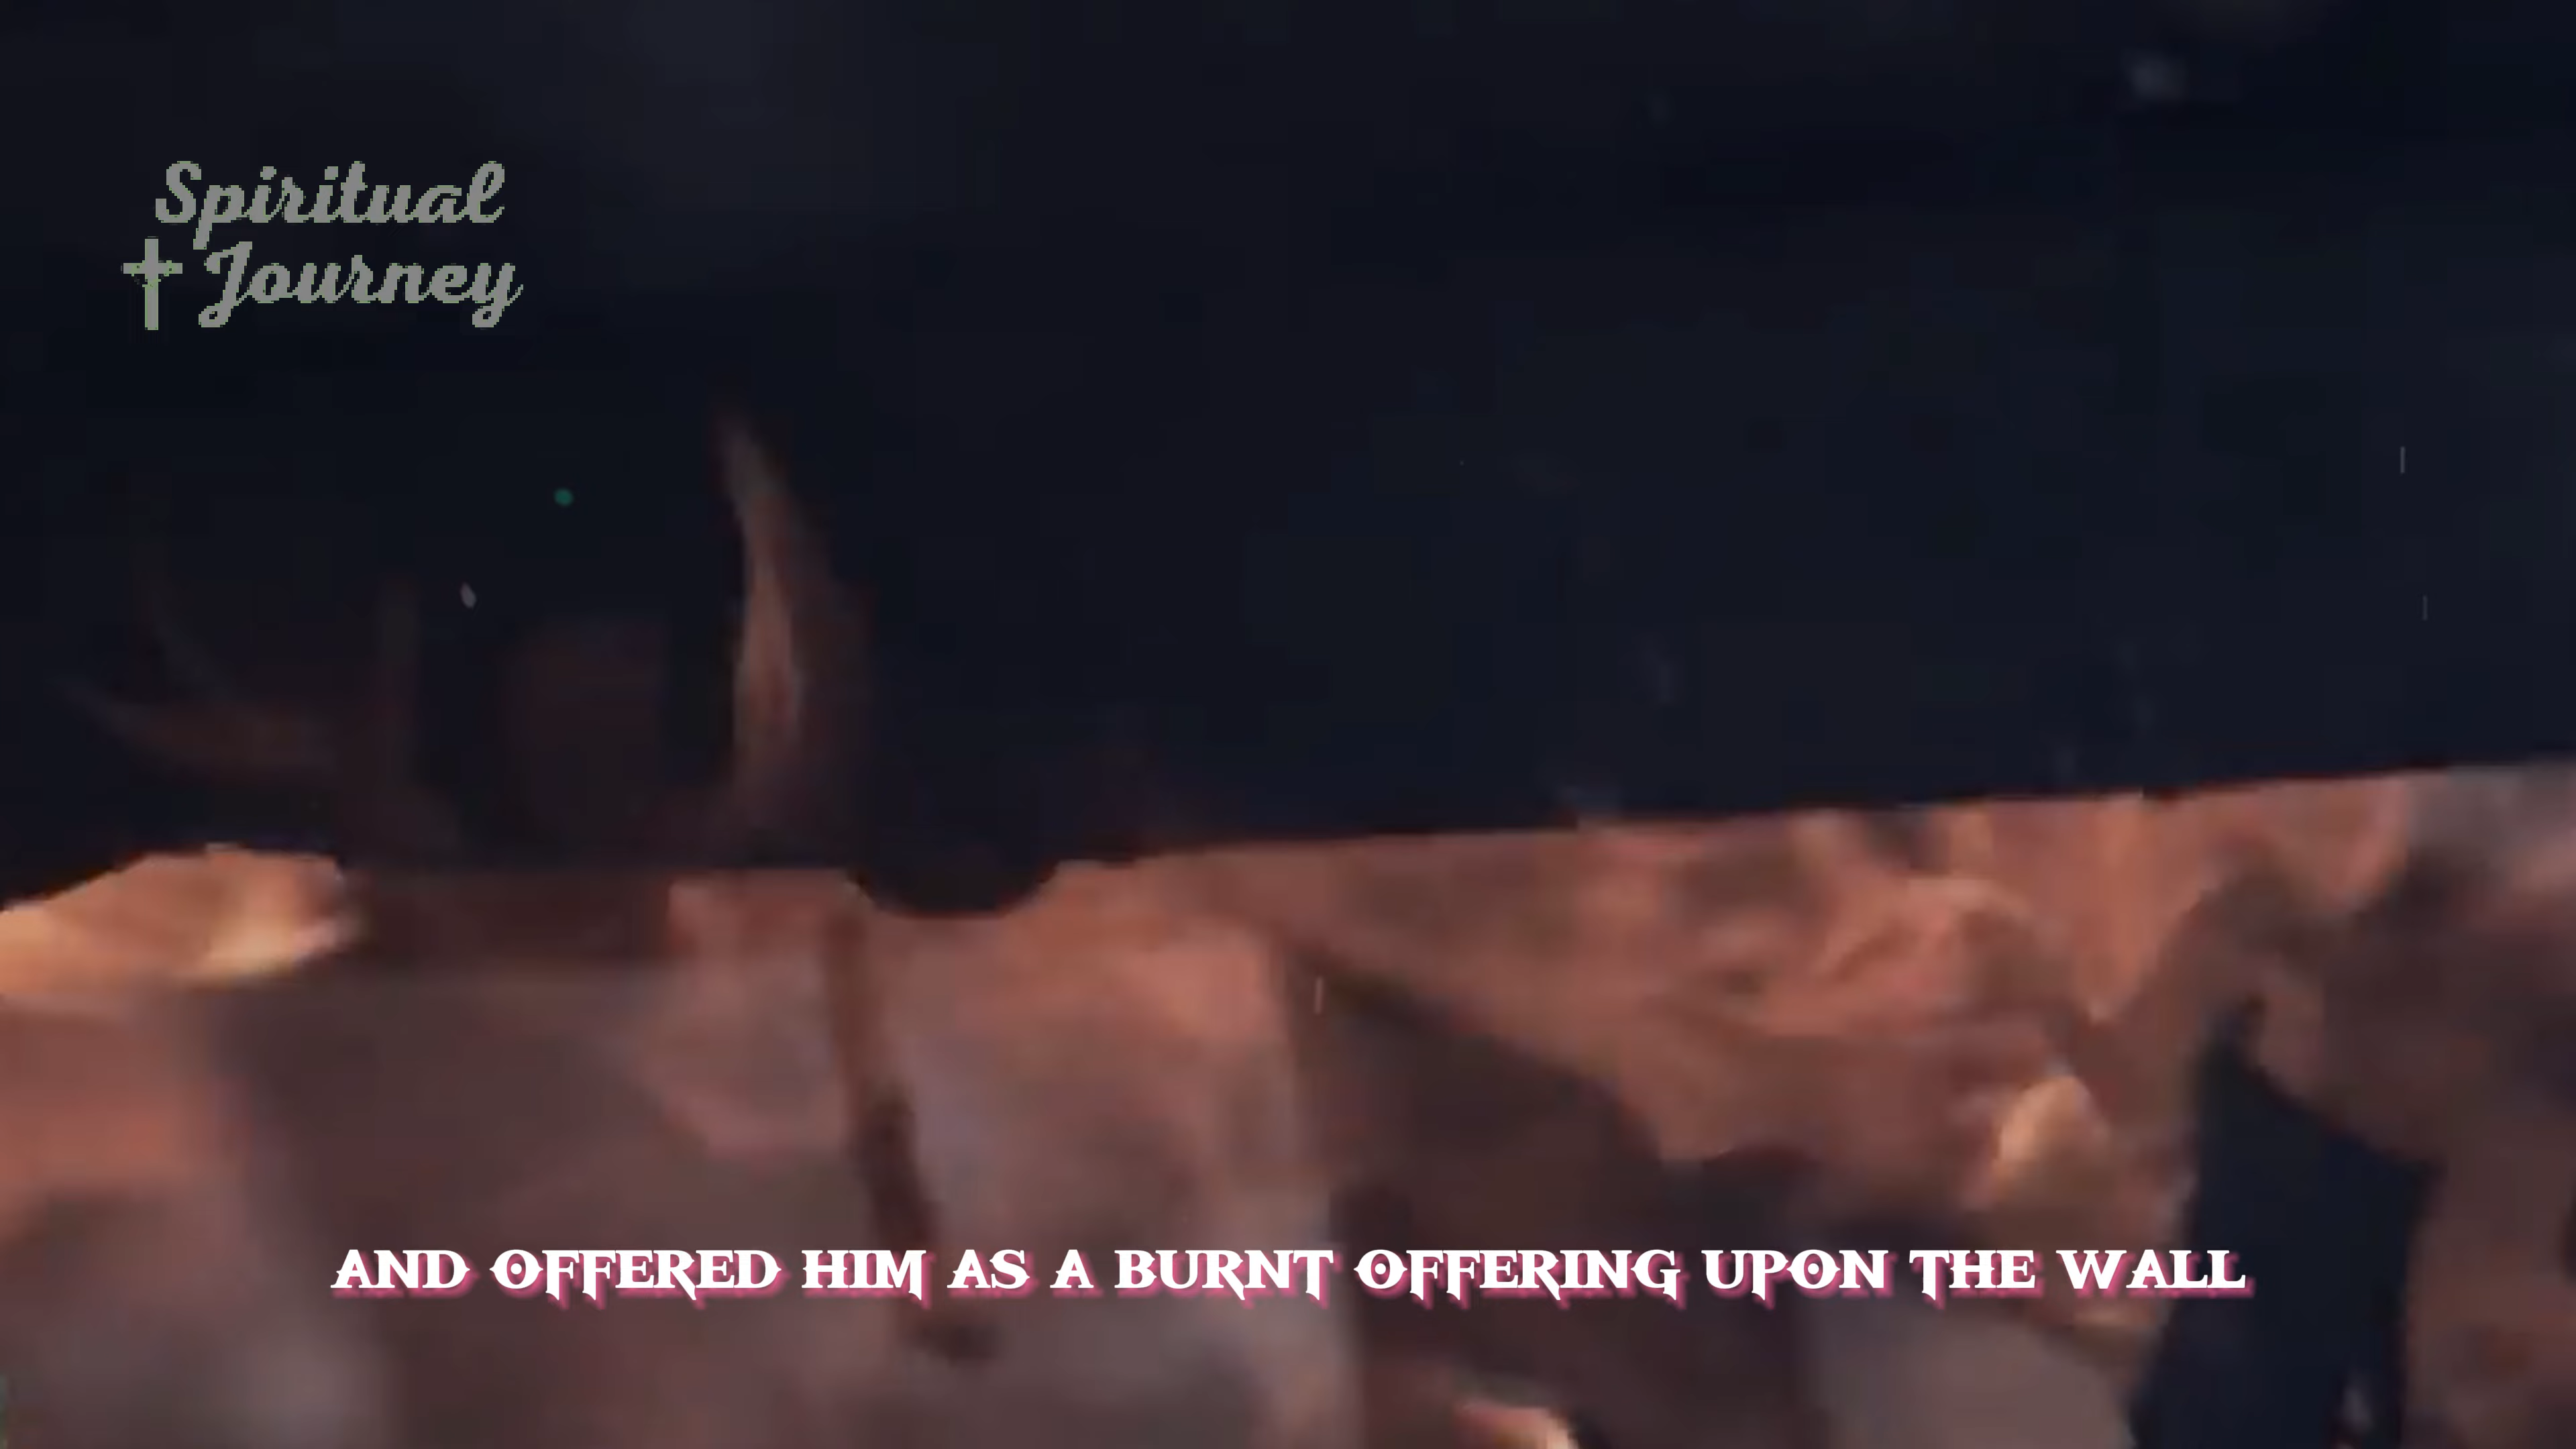 Spiritual
Journey
AND OFFERED HIM AS A BURNT OFFERING UPON THE WALL